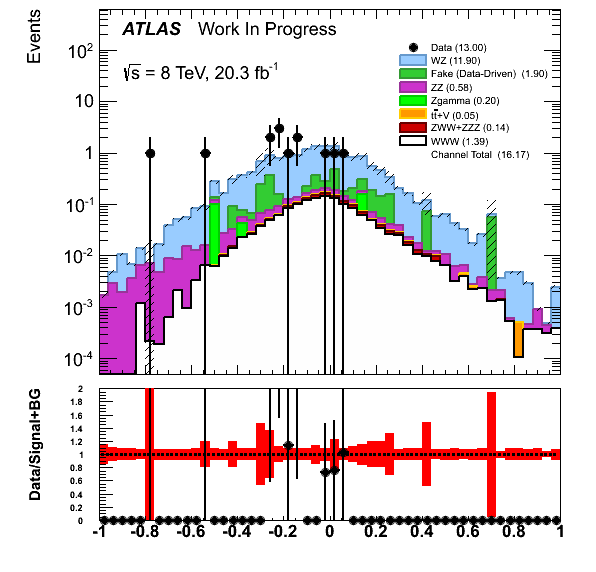 Events
ATLAS Work In Progress
√s = 8 TeV, 20.3 fb-1
Data (13.00)
WZ (11.90)
Fake (Data-Driven) (1.90)
ZZ (0.58)
Zgamma (0.20)
tt̄+V (0.05)
ZWW+ZZZ (0.14)
WWW (1.39)
Channel Total (16.17)
10²
10
1
10⁻¹
10⁻²
10⁻³
10⁻⁴
Data/Signal+BG
2
1.8
1.6
1.4
1.2
1
0.8
0.6
0.4
0.2
0
-1 -0.8 -0.6 -0.4 -0.2 0 0.2 0.4 0.6 0.8 1